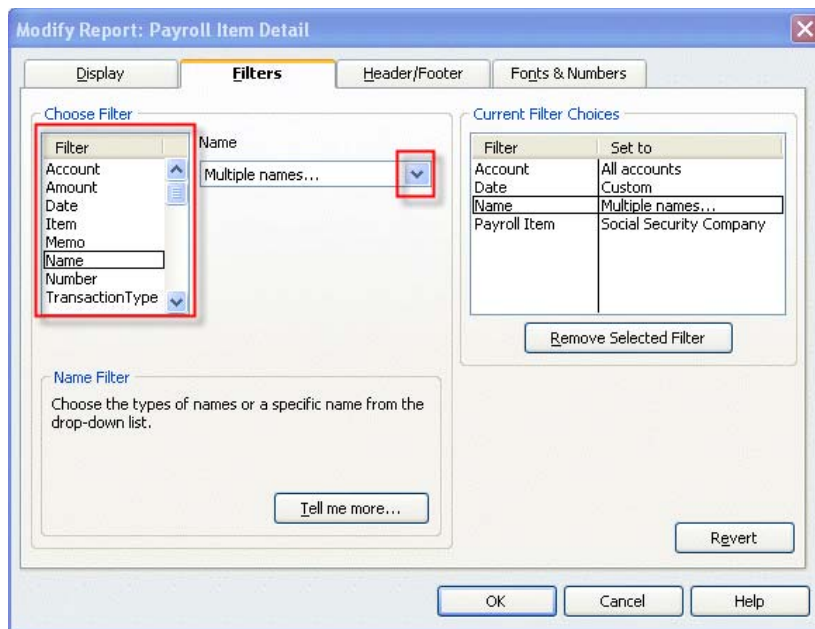 Modify Report: Payroll Item Detail
Display
Filters
Header/Footer
Fonts & Numbers
Choose Filter
Filter
Account
Amount
Date
Item
Memo
Name
Number
TransactionType
Name
Multiple names...
Name Filter
Choose the types of names or a specific name from the
drop-down list.
Tell me more...
Current Filter Choices
Filter Set to
Account All accounts
Date Custom
Name Multiple names...
Payroll Item Social Security Company
Remove Selected Filter
Revert
OK
Cancel
Help